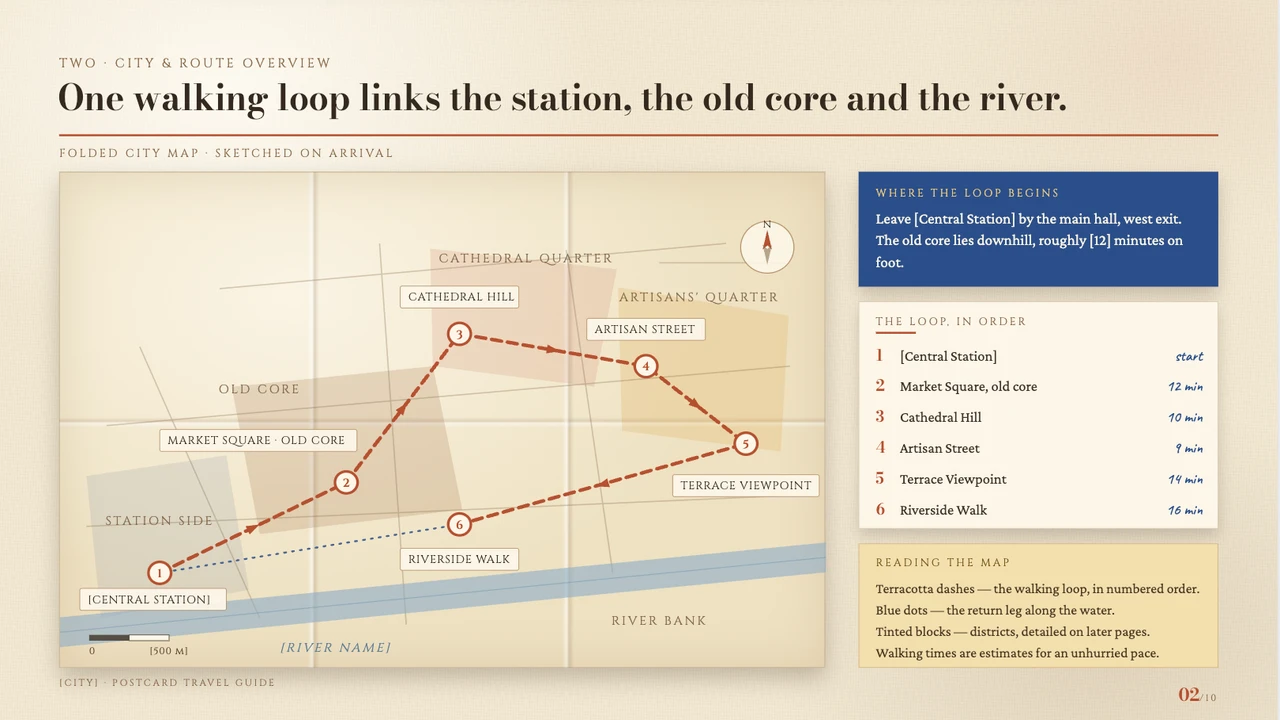 TWO · CITY & ROUTE OVERVIEW
One walking loop links the station, the old core and the river.
FOLDED CITY MAP · SKETCHED ON ARRIVAL
N
CATHEDRAL QUARTER
CATHEDRAL HILL
ARTISANS' QUARTER
ARTISAN STREET
3
4
OLD CORE
MARKET SQUARE · OLD CORE
5
2
TERRACE VIEWPOINT
STATION SIDE
6
RIVERSIDE WALK
1
[CENTRAL STATION]
RIVER BANK
0
[500 M]
[RIVER NAME]
WHERE THE LOOP BEGINS
Leave [Central Station] by the main hall, west exit.
The old core lies downhill, roughly [12] minutes on
foot.
THE LOOP, IN ORDER
1 [Central Station] start
2 Market Square, old core 12 min
3 Cathedral Hill 10 min
4 Artisan Street 9 min
5 Terrace Viewpoint 14 min
6 Riverside Walk 16 min
READING THE MAP
Terracotta dashes — the walking loop, in numbered order.
Blue dots — the return leg along the water.
Tinted blocks — districts, detailed on later pages.
Walking times are estimates for an unhurried pace.
[CITY] · POSTCARD TRAVEL GUIDE
02/10